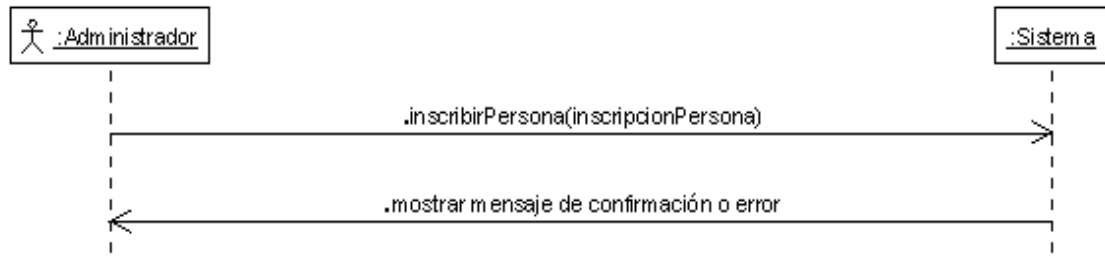 :Administrador
:Sistema
.inscribirPersona(inscripcionPersona)
.mostrar mensaje de confirmación o error